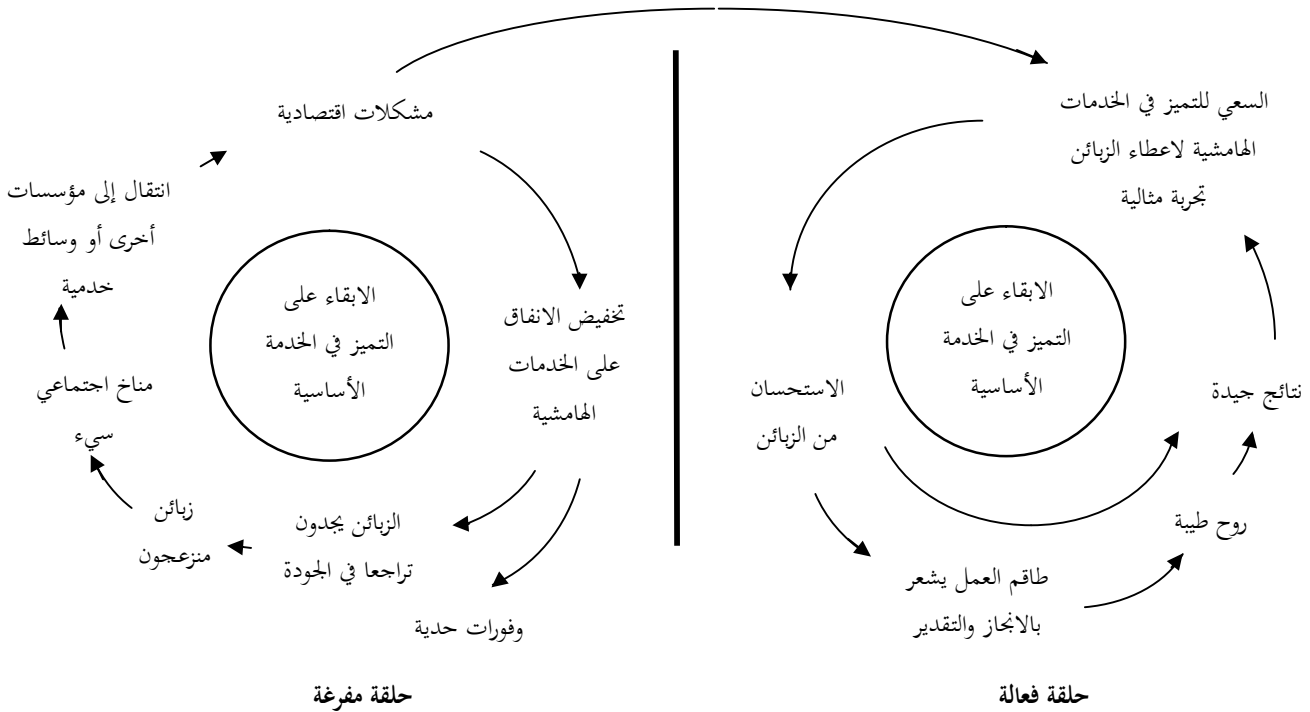 السعي للتميز في الخدمات
الهامشية لاعطاء الزبائن
تجربة مثالية
الابقاء على
التميز في الخدمة
الأساسية
الاستحسان
من الزبائن
نتائج جيدة
روح طيبة
طاقم العمل يشعر
بالانجاز والتقدير
حلقة فعالة
مشكلات اقتصادية
انتقال إلى مؤسسات
أخرى أو وسائط
خدمية
الابقاء على
التميز في الخدمة
الأساسية
تخفيض الانفاق
على الخدمات
الهامشية
مناخ اجتماعي
سيء
زبائن
منزعجون
الزبائن يجدون
تراجعا في الجودة
وفورات حدية
حلقة مفرغة